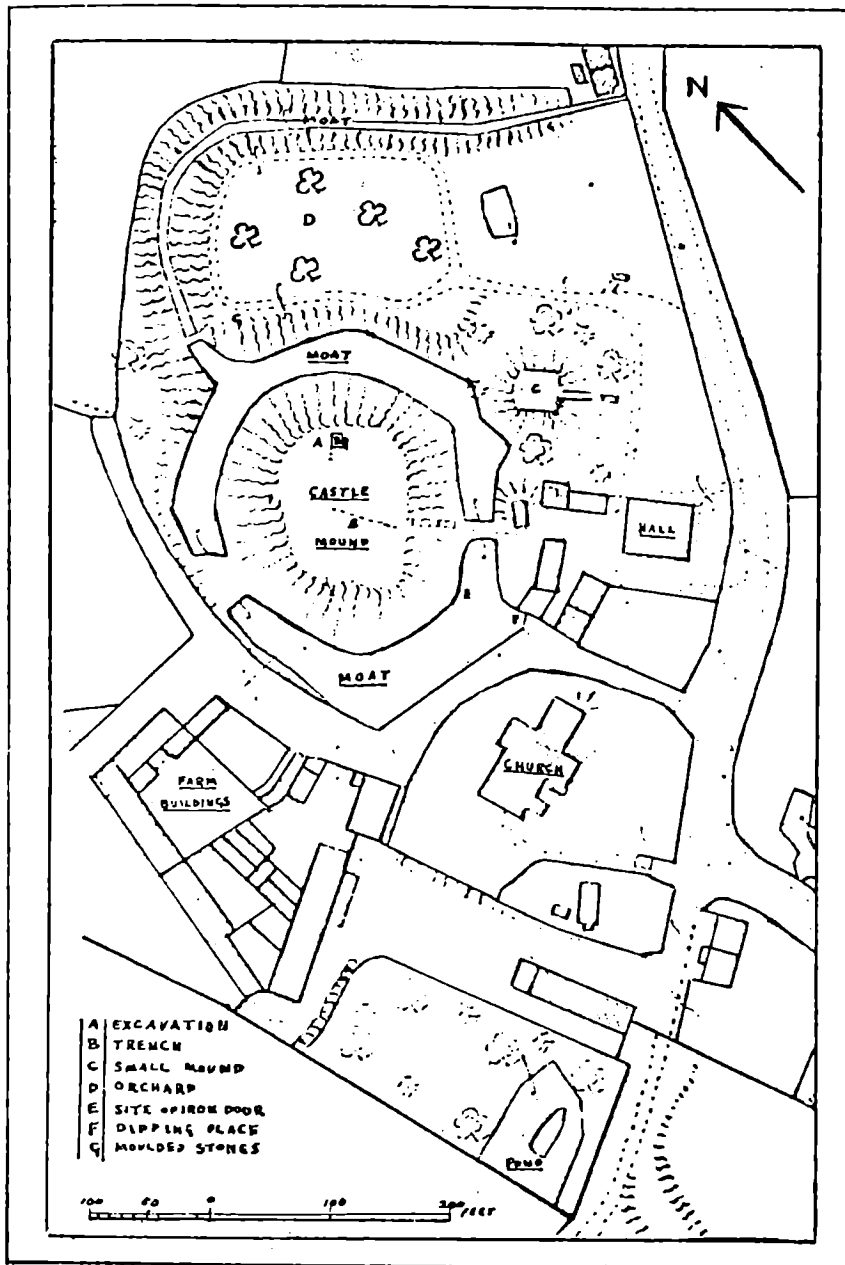 N
MOAT
D
G
MOAT
C
A
CASTLE
B
MOUND
HALL
E
F
MOAT
CHURCH
FARM
BUILDINGS
A EXCAVATION
B TRENCH
C SMALL MOUND
D ORCHARD
E SITE OF IRON DOOR
F DIPPING PLACE
G MOULDED STONES
POND
100 50 0 100 200 FEET